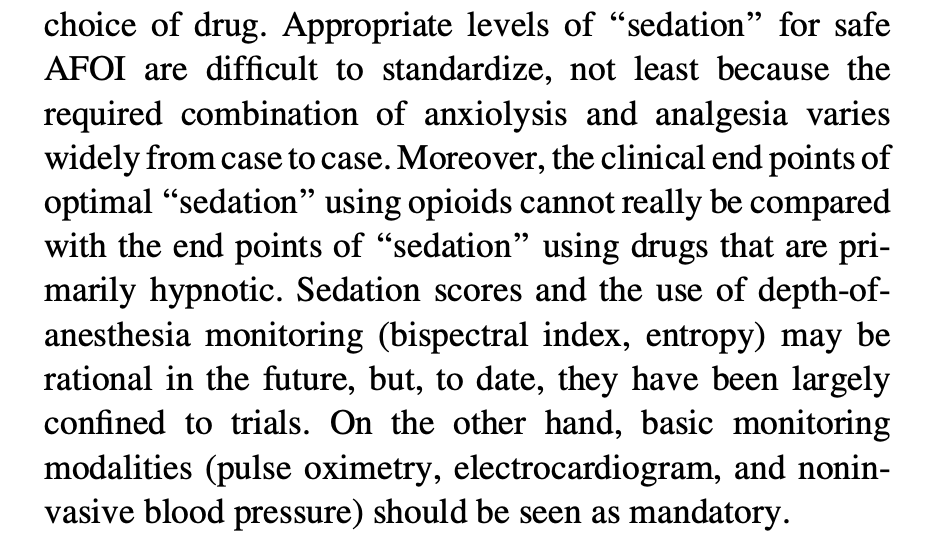 choice of drug. Appropriate levels of “sedation” for safe
AFOI are difficult to standardize, not least because the
required combination of anxiolysis and analgesia varies
widely from case to case. Moreover, the clinical end points of
optimal “sedation” using opioids cannot really be compared
with the end points of “sedation” using drugs that are pri-
marily hypnotic. Sedation scores and the use of depth-of-
anesthesia monitoring (bispectral index, entropy) may be
rational in the future, but, to date, they have been largely
confined to trials. On the other hand, basic monitoring
modalities (pulse oximetry, electrocardiogram, and nonin-
vasive blood pressure) should be seen as mandatory.